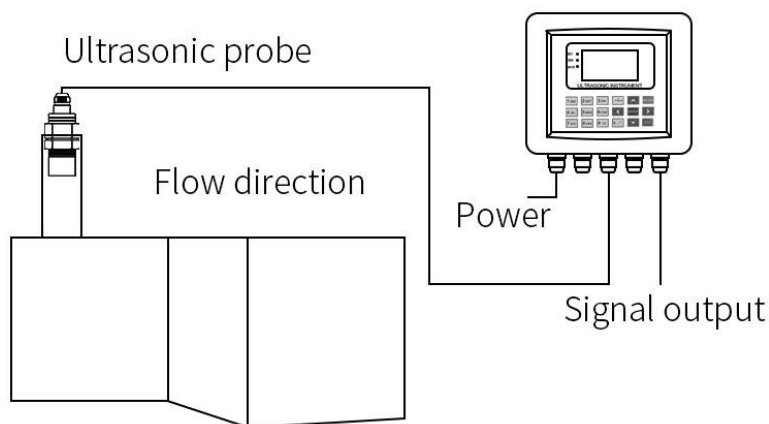 Ultrasonic probe
ULTRASONIC INSTRUMENT
Flow direction
Power
Signal output